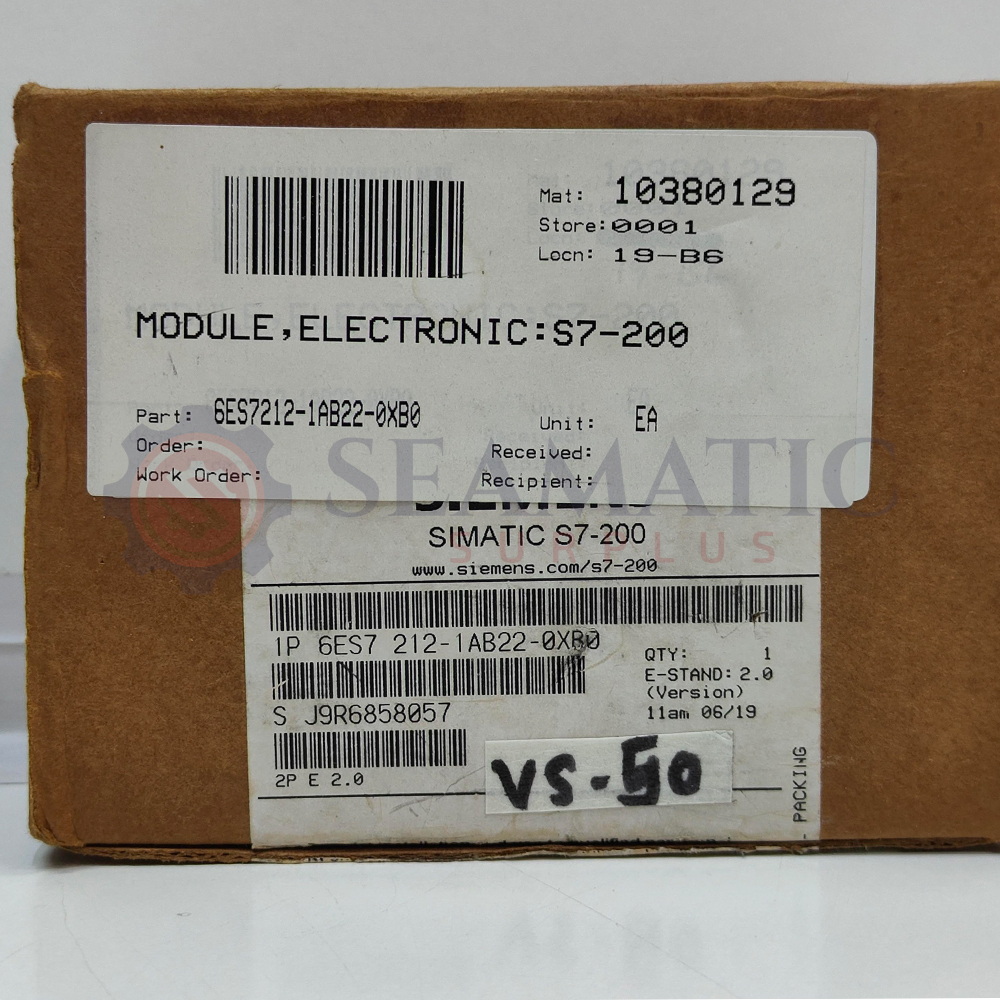 Mat: 10380129
Store: 0001
Locn: 19-B6
MODULE,ELECTRONIC:S7-200
Part: 6ES7212-1AB22-0XB0
Unit: EA
Order:
Received:
Work Order:
Recipient:
SEAMATIC
SURPLUS
SIEMENS
SIMATIC S7-200
www.siemens.com/s7-200
1P 6ES7 212-1AB22-0XB0
QTY: 1
E-STAND: 2.0
(Version)
11am 06/19
S J9R6858057
2P E 2.0
VS-50
PACKING